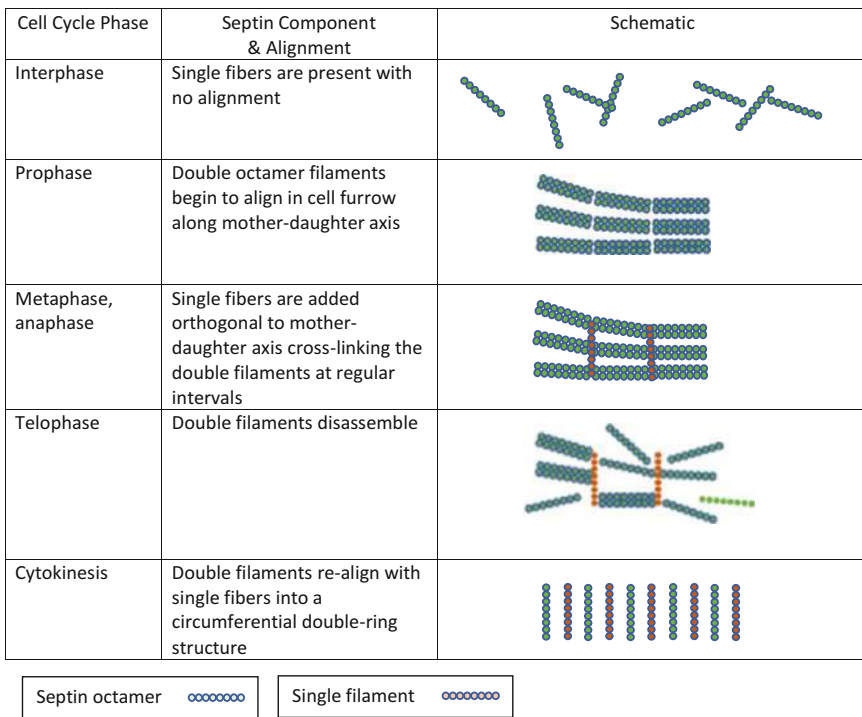 Cell Cycle Phase
Septin Component
& Alignment
Schematic
Interphase
Single fibers are present with
no alignment
Prophase
Double octamer filaments
begin to align in cell furrow
along mother-daughter axis
Metaphase,
anaphase
Single fibers are added
orthogonal to mother-
daughter axis cross-linking the
double filaments at regular
intervals
Telophase
Double filaments disassemble
Cytokinesis
Double filaments re-align with
single fibers into a
circumferential double-ring
structure
Septin octamer
Single filament